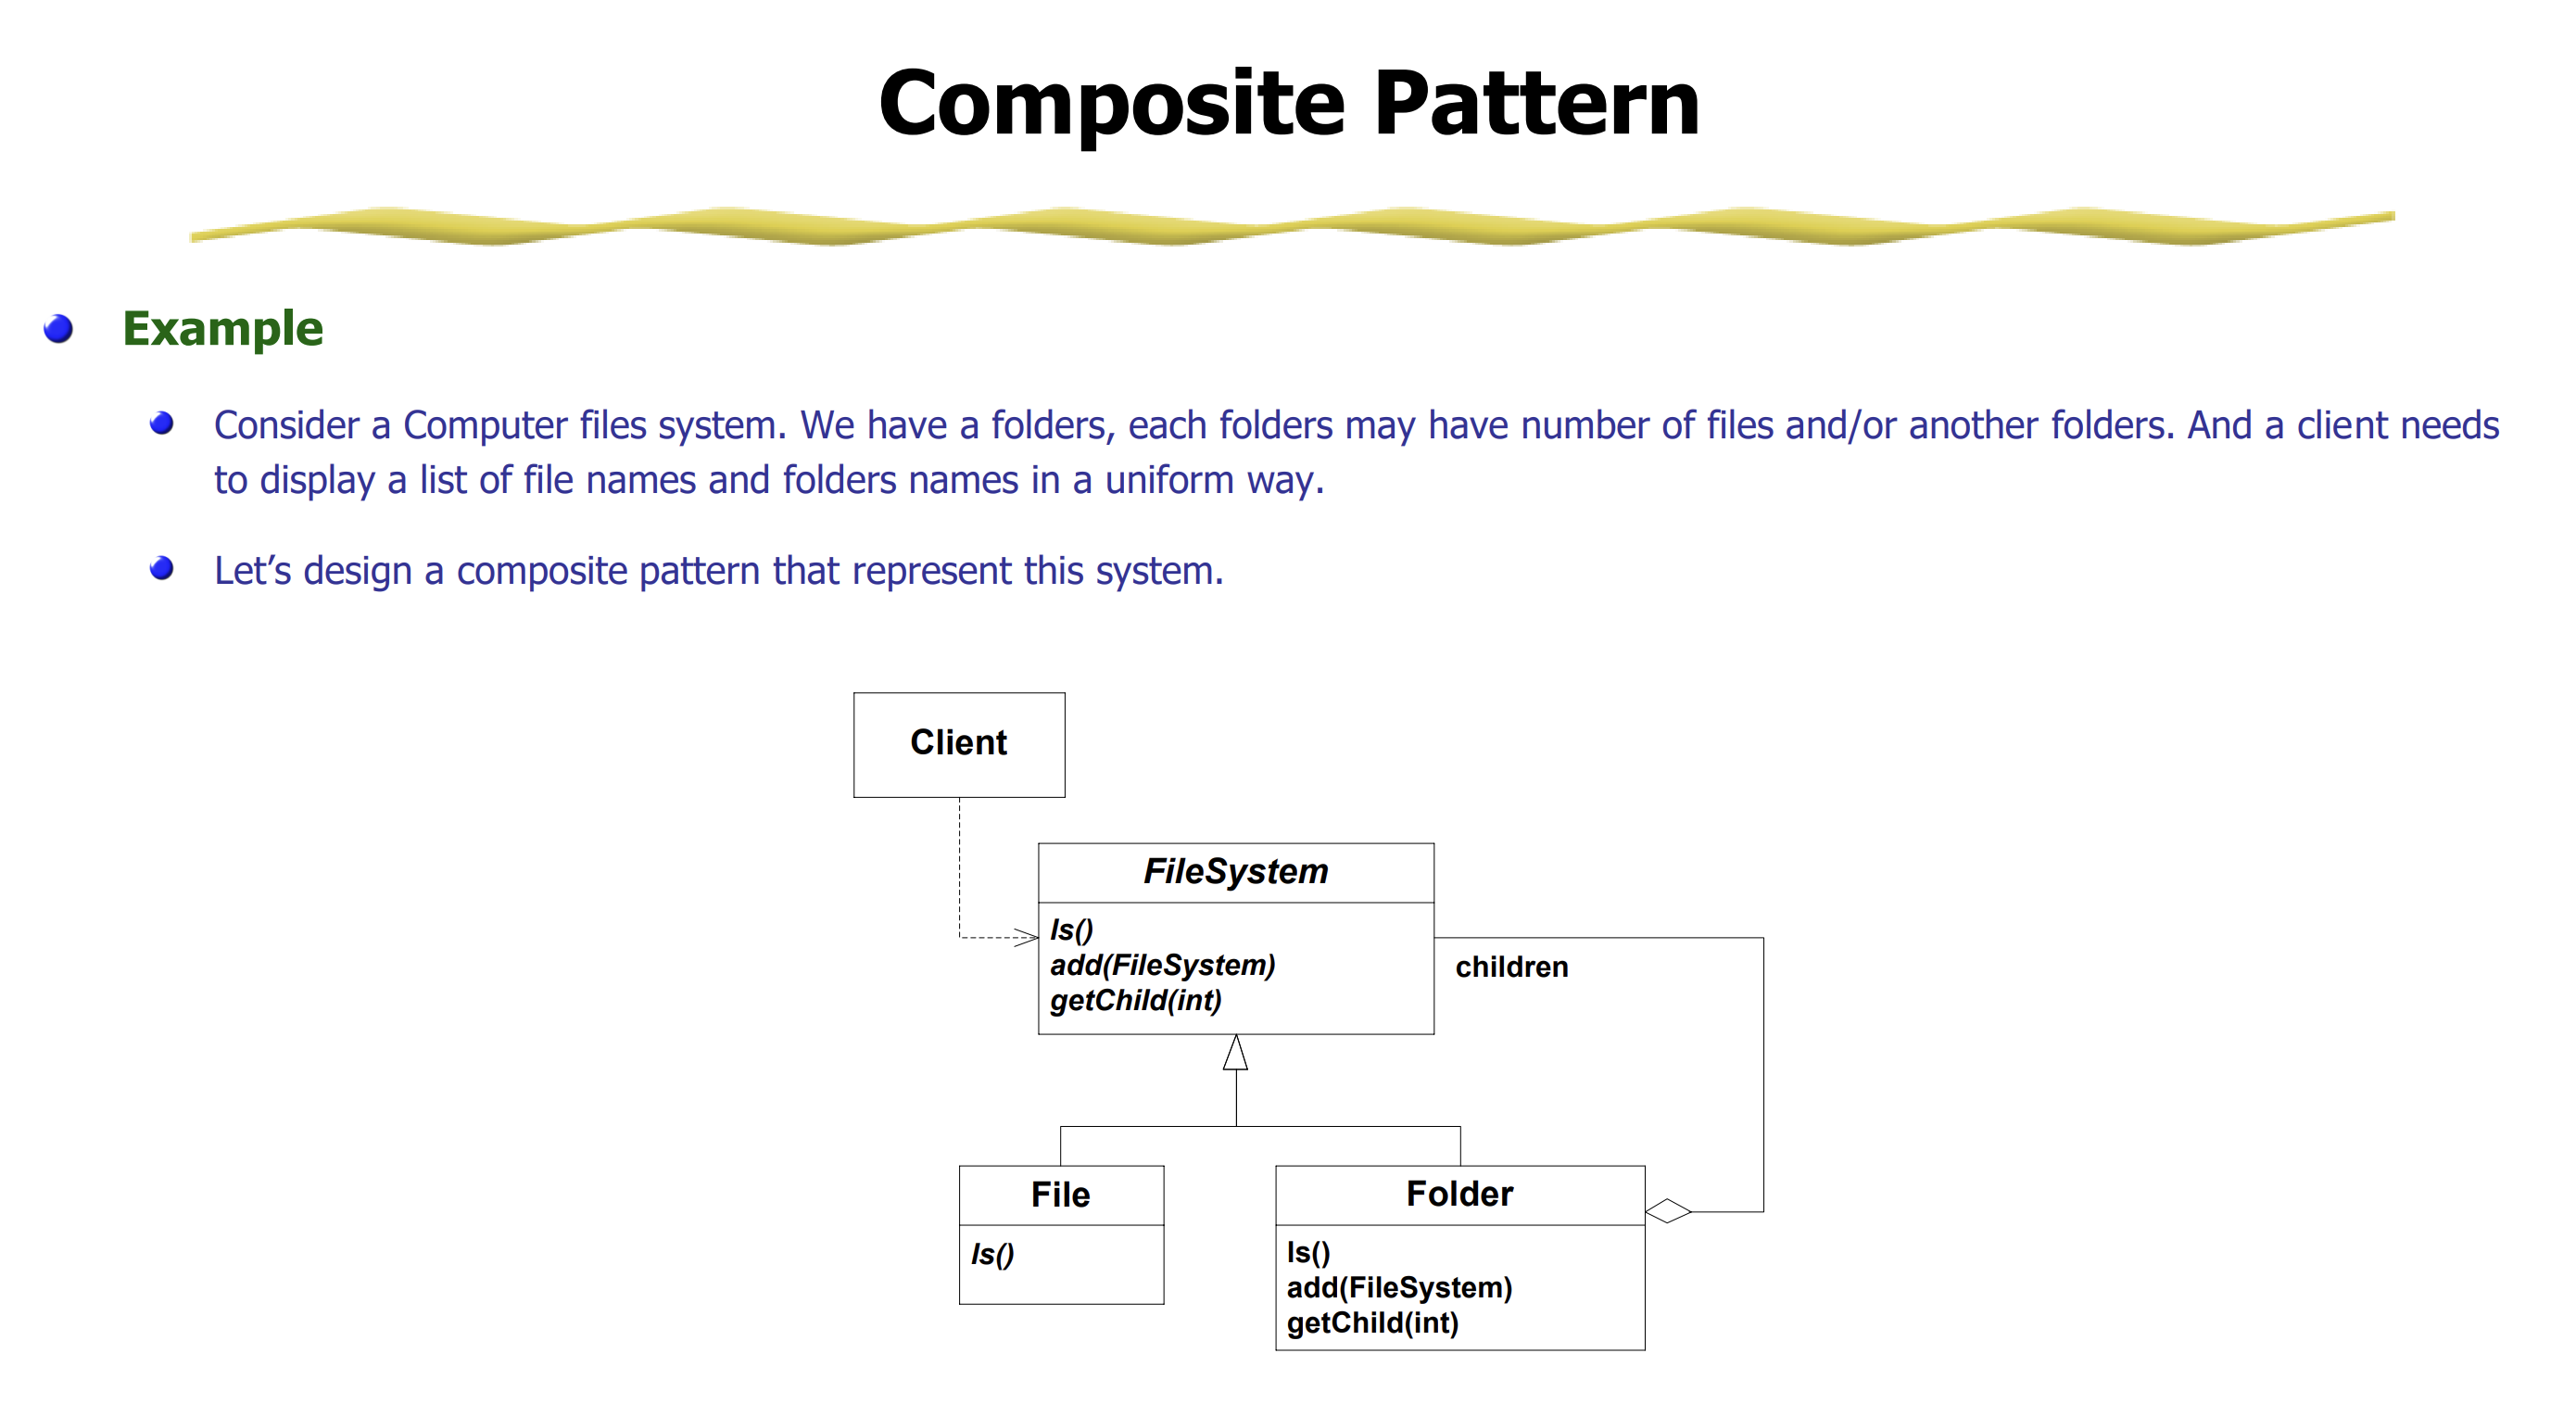 Composite Pattern
Example
Consider a Computer files system. We have a folders, each folders may have number of files and/or another folders. And a client needs
to display a list of file names and folders names in a uniform way.
Let’s design a composite pattern that represent this system.
Client
FileSystem
ls()
add(FileSystem)
getChild(int)
children
File
ls()
Folder
ls()
add(FileSystem)
getChild(int)